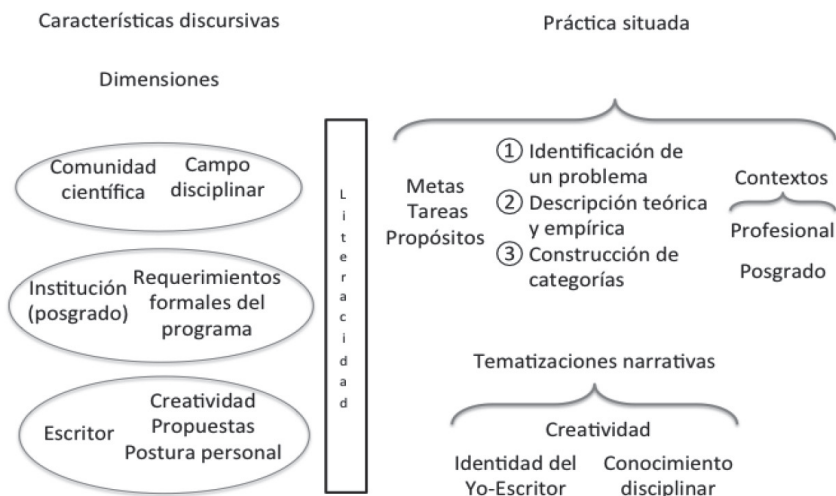 Características discursivas
Dimensiones
Comunidad científica
Campo disciplinar
Institución (posgrado)
Requerimientos formales del programa
Escritor
Creatividad
Propuestas
Postura personal
Literacidad
Práctica situada
Metas
Tareas
Propósitos
① Identificación de
un problema
② Descripción teórica
y empírica
③ Construcción de
categorías
Contextos
Profesional
Posgrado
Tematizaciones narrativas
Creatividad
Identidad del
Yo-Escritor
Conocimiento
disciplinar